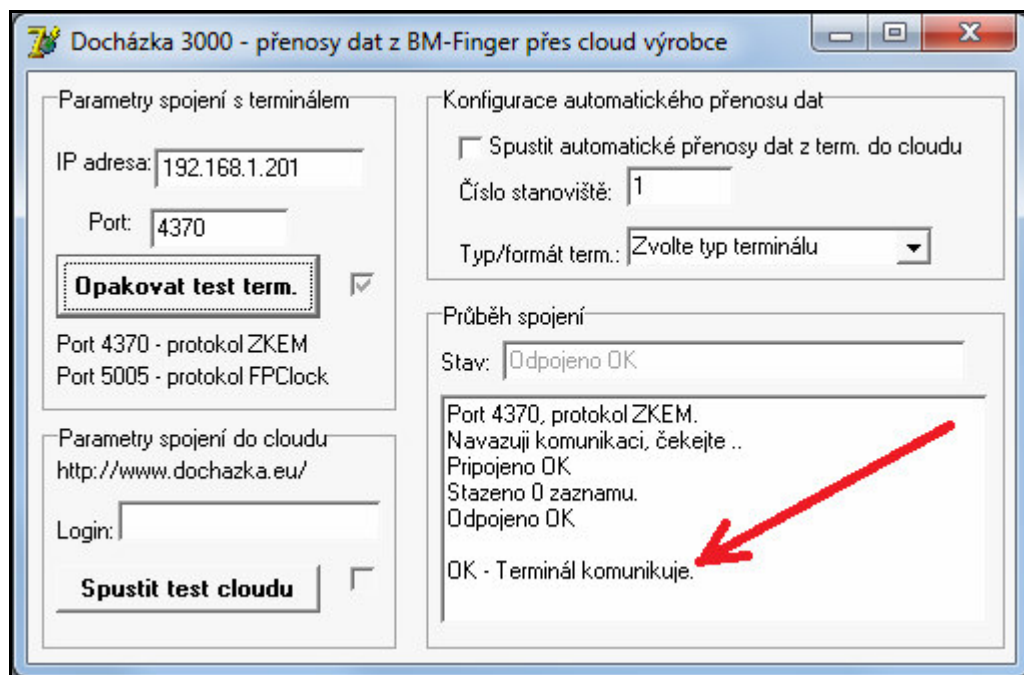 Docházka 3000 - přenosy dat z BM-Finger přes cloud výrobce
Parametry spojení s terminálem
IP adresa: 192.168.1.201
Port: 4370
Opakovat test term.
Port 4370 - protokol ZKEM
Port 5005 - protokol FPClock
Parametry spojení do cloudu
http://www.dochazka.eu/
Login:
Spustit test cloudu
Konfigurace automatického přenosu dat
Spustit automatické přenosy dat z term. do cloudu
Číslo stanoviště: 1
Typ/formát term.: Zvolte typ terminálu
Průběh spojení
Stav: Odpojeno OK
Port 4370, protokol ZKEM.
Navazuji komunikaci, čekejte ..
Pripojeno OK
Stazeno 0 zaznamu.
Odpojeno OK
OK - Terminál komunikuje.